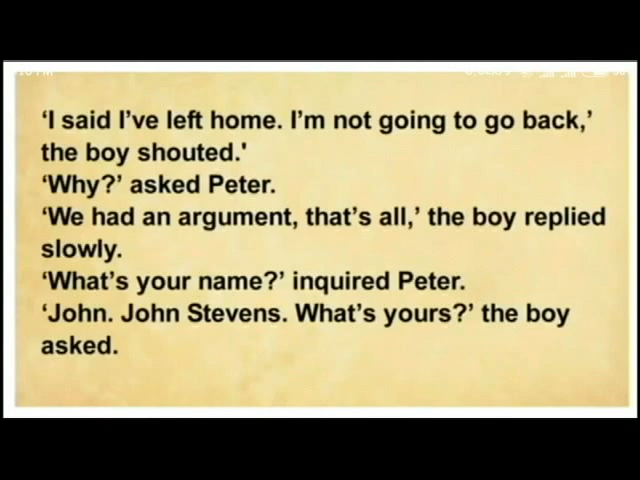 ‘I said I’ve left home. I’m not going to go back,’
the boy shouted.'
‘Why?’ asked Peter.
‘We had an argument, that’s all,’ the boy replied
slowly.
‘What’s your name?’ inquired Peter.
‘John. John Stevens. What’s yours?’ the boy
asked.